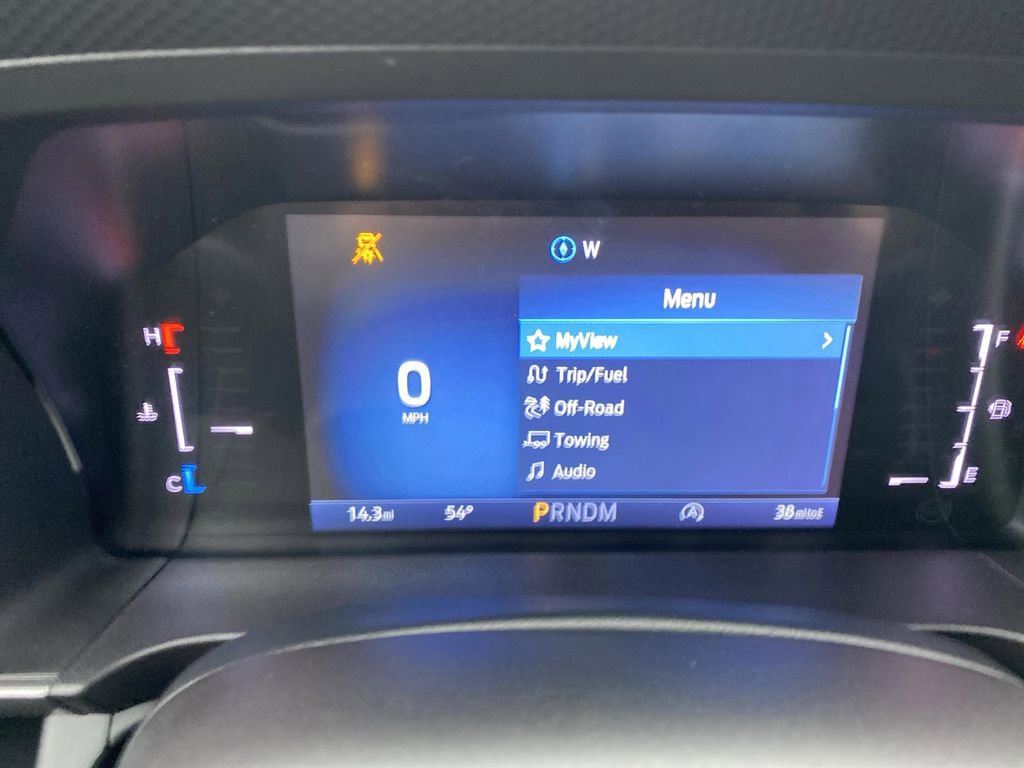 W
Menu
H
MyView
F
Trip/Fuel
0
MPH
Off-Road
Towing
C
Audio
E
14.3mi 54° PRNDM A 38mitoE